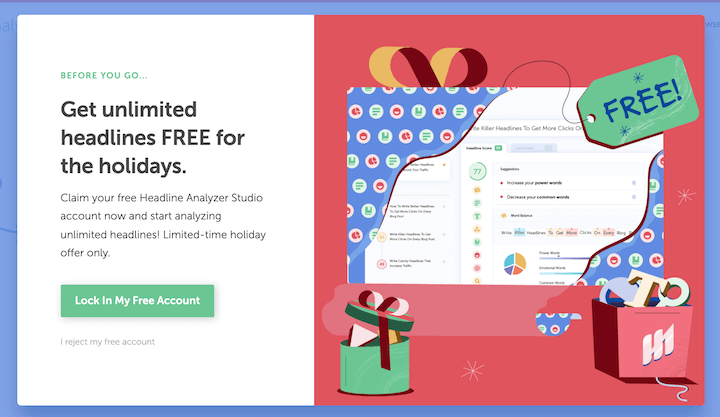 BEFORE YOU GO...
Get unlimited
headlines FREE for
the holidays.
Claim your free Headline Analyzer Studio
account now and start analyzing
unlimited headlines! Limited-time holiday
offer only.
Lock In My Free Account
I reject my free account
FREE!
Write Killer Headlines To Get More Clicks On
Headline Score
77
Suggestions
Increase your power words
Decrease your common words
Word Balance
Write Killer Headlines To Get More Clicks On Every Blog
Power Words
Emotional Words
Common Words
How To Write Better Headlines
To Get More Clicks On Every
Blog Post
Write Killer Headlines To Get
More Clicks On Every Blog Post
Write Catchy Headlines That
Increase Traffic
H1